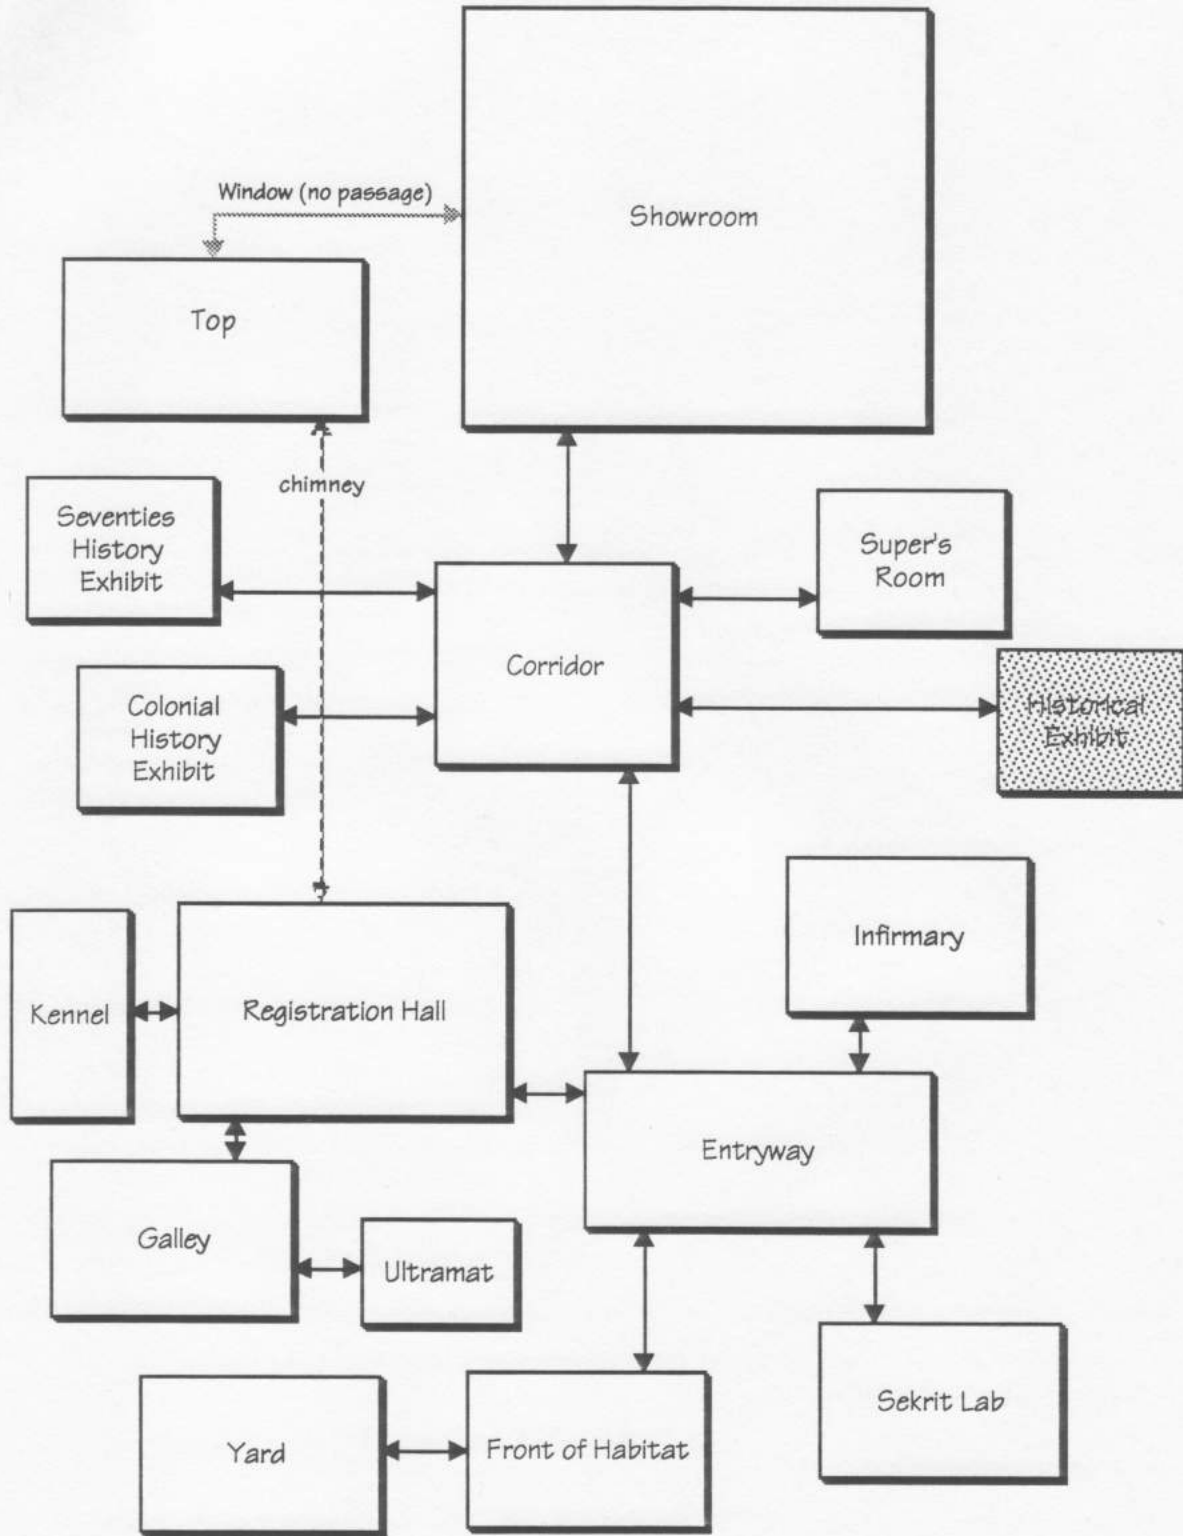 Showroom
Window (no passage)
Top
chimney
Seventies
History
Exhibit
Super's
Room
Corridor
Colonial
History
Exhibit
Historical
Exhibit
Infirmary
Kennel
Registration Hall
Entryway
Galley
Ultramat
Sekrit Lab
Yard
Front of Habitat